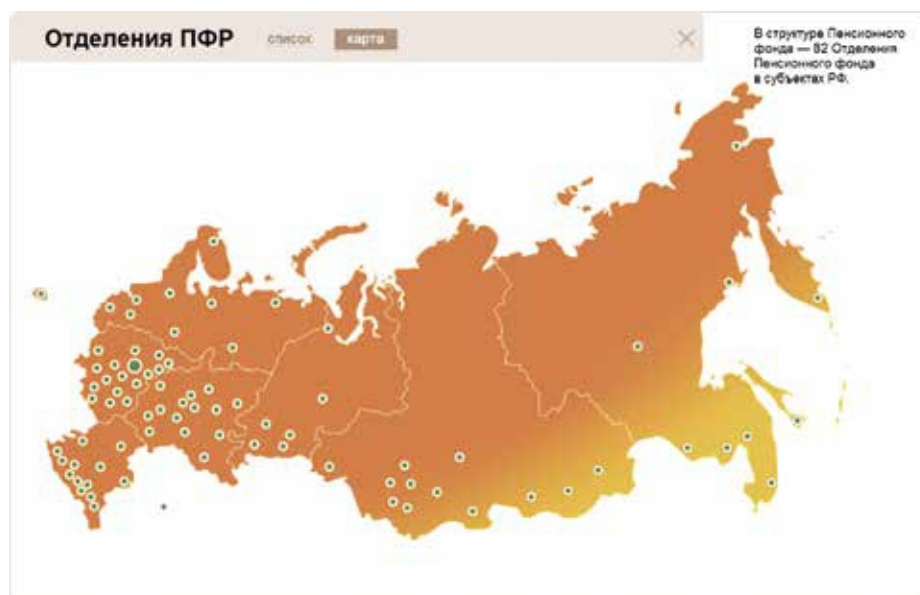 Отделения ПФР список карта
В структуре Пенсионного
фонда — 82 Отделения
Пенсионного фонда
в субъектах РФ.